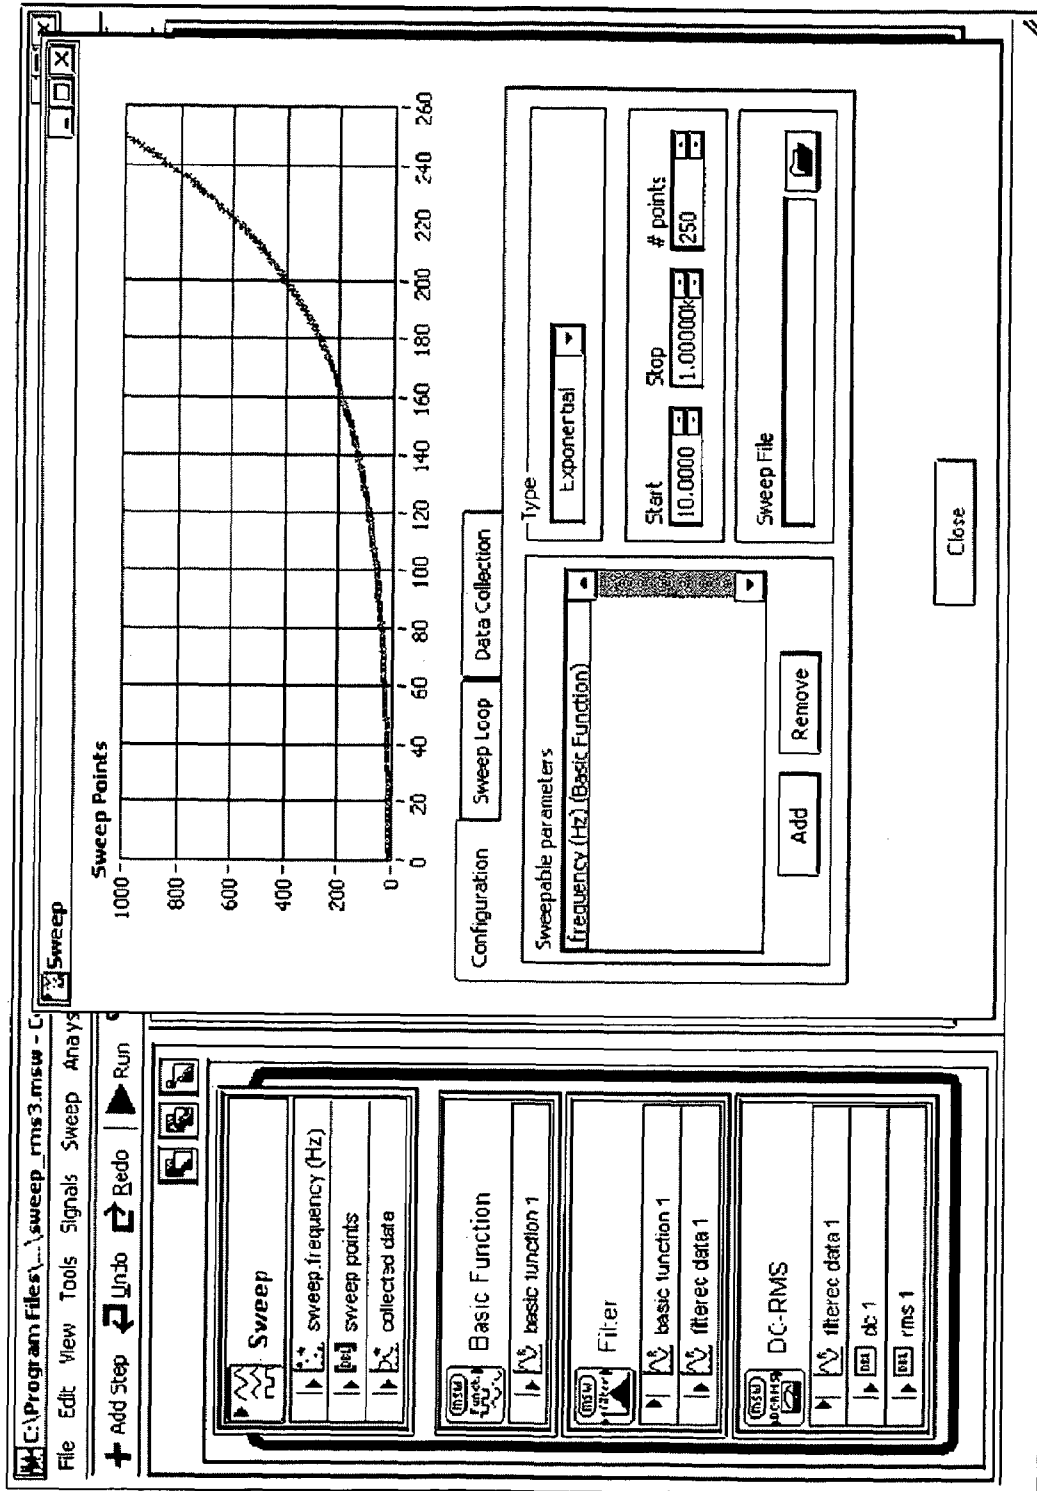 C:\Program Files\...\sweep_rms3.msw - C
File Edit View Tools Signals Sweep Analys
Add Step Undo Redo Run
Sweep
sweep.frequency (Hz)
sweep points
collected data
Basic Function
basic function 1
Filter
basic function 1
filtered data 1
DC-RMS
filtered data 1
dc 1
rms 1
Sweep
Sweep Points
1000
800
600
400
200
0
0 20 40 60 80 100 120 140 160 180 200 220 240 260
Configuration Sweep Loop Data Collection
Sweepable parameters
frequency (Hz) (Basic Function)
Add Remove
Type
Exponential
Start Stop # points
10.0000 1.00000k 250
Sweep File
Close